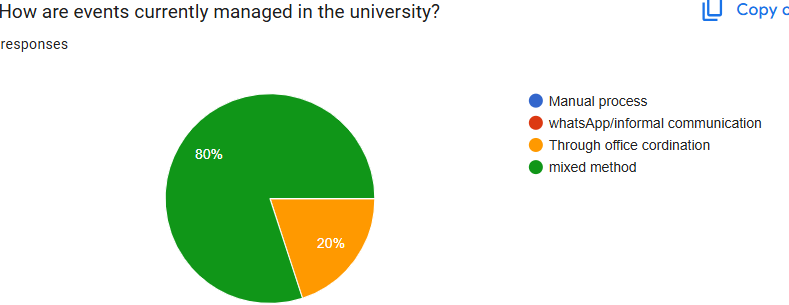 How are events currently managed in the university?
Copy
responses
Manual process
whatsApp/informal communication
80%
Through office cordination
mixed method
20%